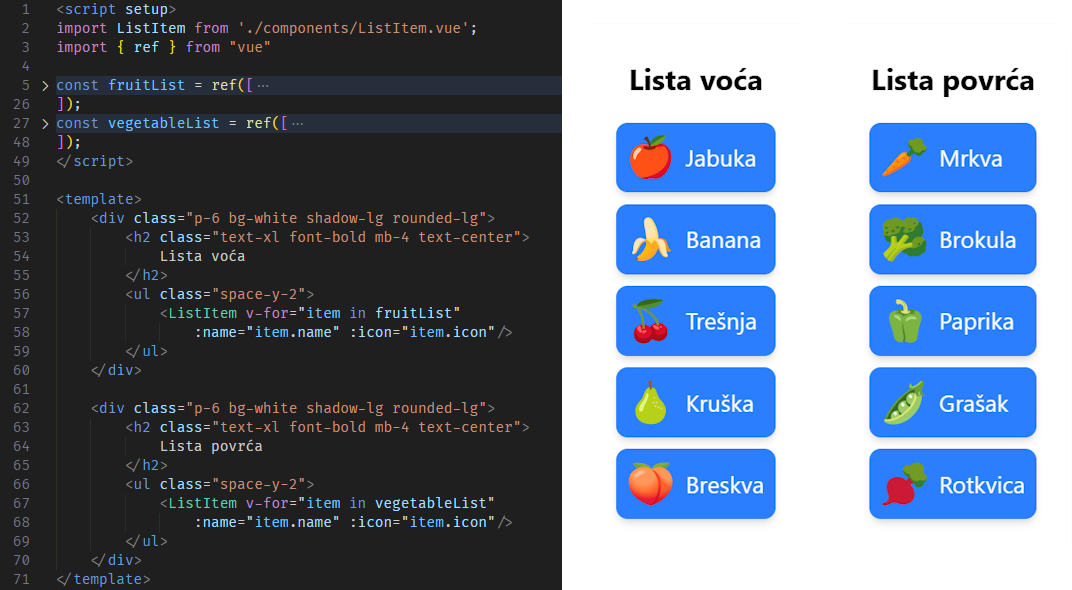 1 <script setup>
2 import ListItem from './components/ListItem.vue';
3 import { ref } from "vue"
4
5 const fruitList = ref([ ···
26 ]);
27 const vegetableList = ref([ ···
48 ]);
49 </script>
50
51 <template>
52 <div class="p-6 bg-white shadow-lg rounded-lg">
53 <h2 class="text-xl font-bold mb-4 text-center">
54 Lista voća
55 </h2>
56 <ul class="space-y-2">
57 <ListItem v-for="item in fruitList"
58 :name="item.name" :icon="item.icon"/>
59 </ul>
60 </div>
61
62 <div class="p-6 bg-white shadow-lg rounded-lg">
63 <h2 class="text-xl font-bold mb-4 text-center">
64 Lista povrća
65 </h2>
66 <ul class="space-y-2">
67 <ListItem v-for="item in vegetableList"
68 :name="item.name" :icon="item.icon"/>
69 </ul>
70 </div>
71 </template>
Lista voća
Jabuka
Banana
Trešnja
Kruška
Breskva
Lista povrća
Mrkva
Brokula
Paprika
Grašak
Rotkvica